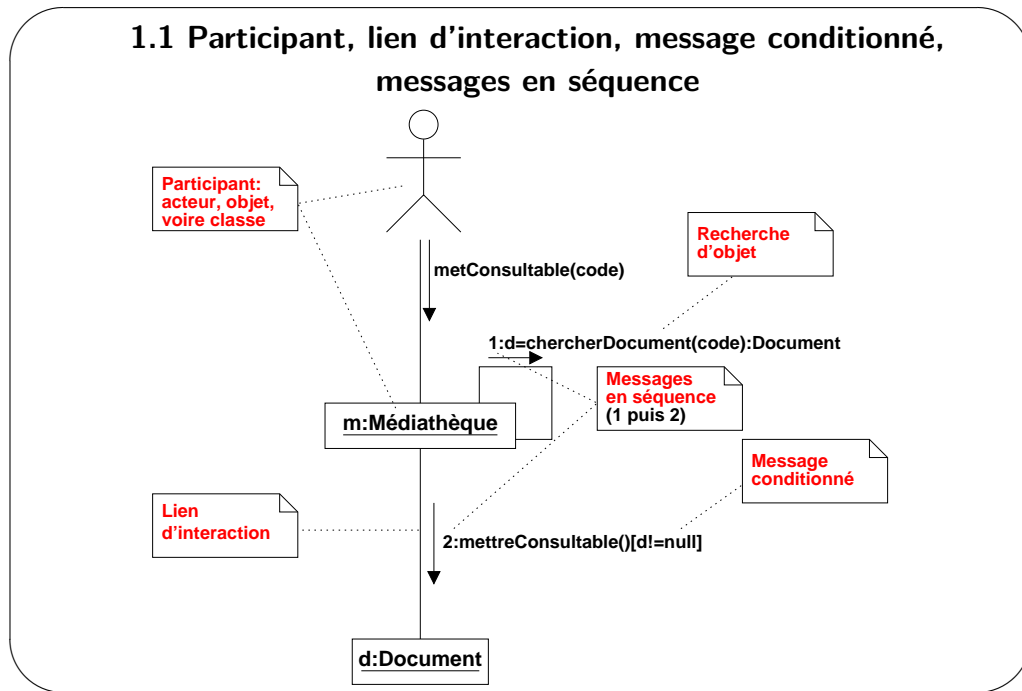 1.1 Participant, lien d'interaction, message conditionné,
messages en séquence
Participant:
acteur, objet,
voire classe
Recherche
d'objet
metConsultable(code)
1:d=chercherDocument(code):Document
Messages
en séquence
(1 puis 2)
m:Médiathèque
Message
conditionné
Lien
d'interaction
2:mettreConsultable()[d!=null]
d:Document